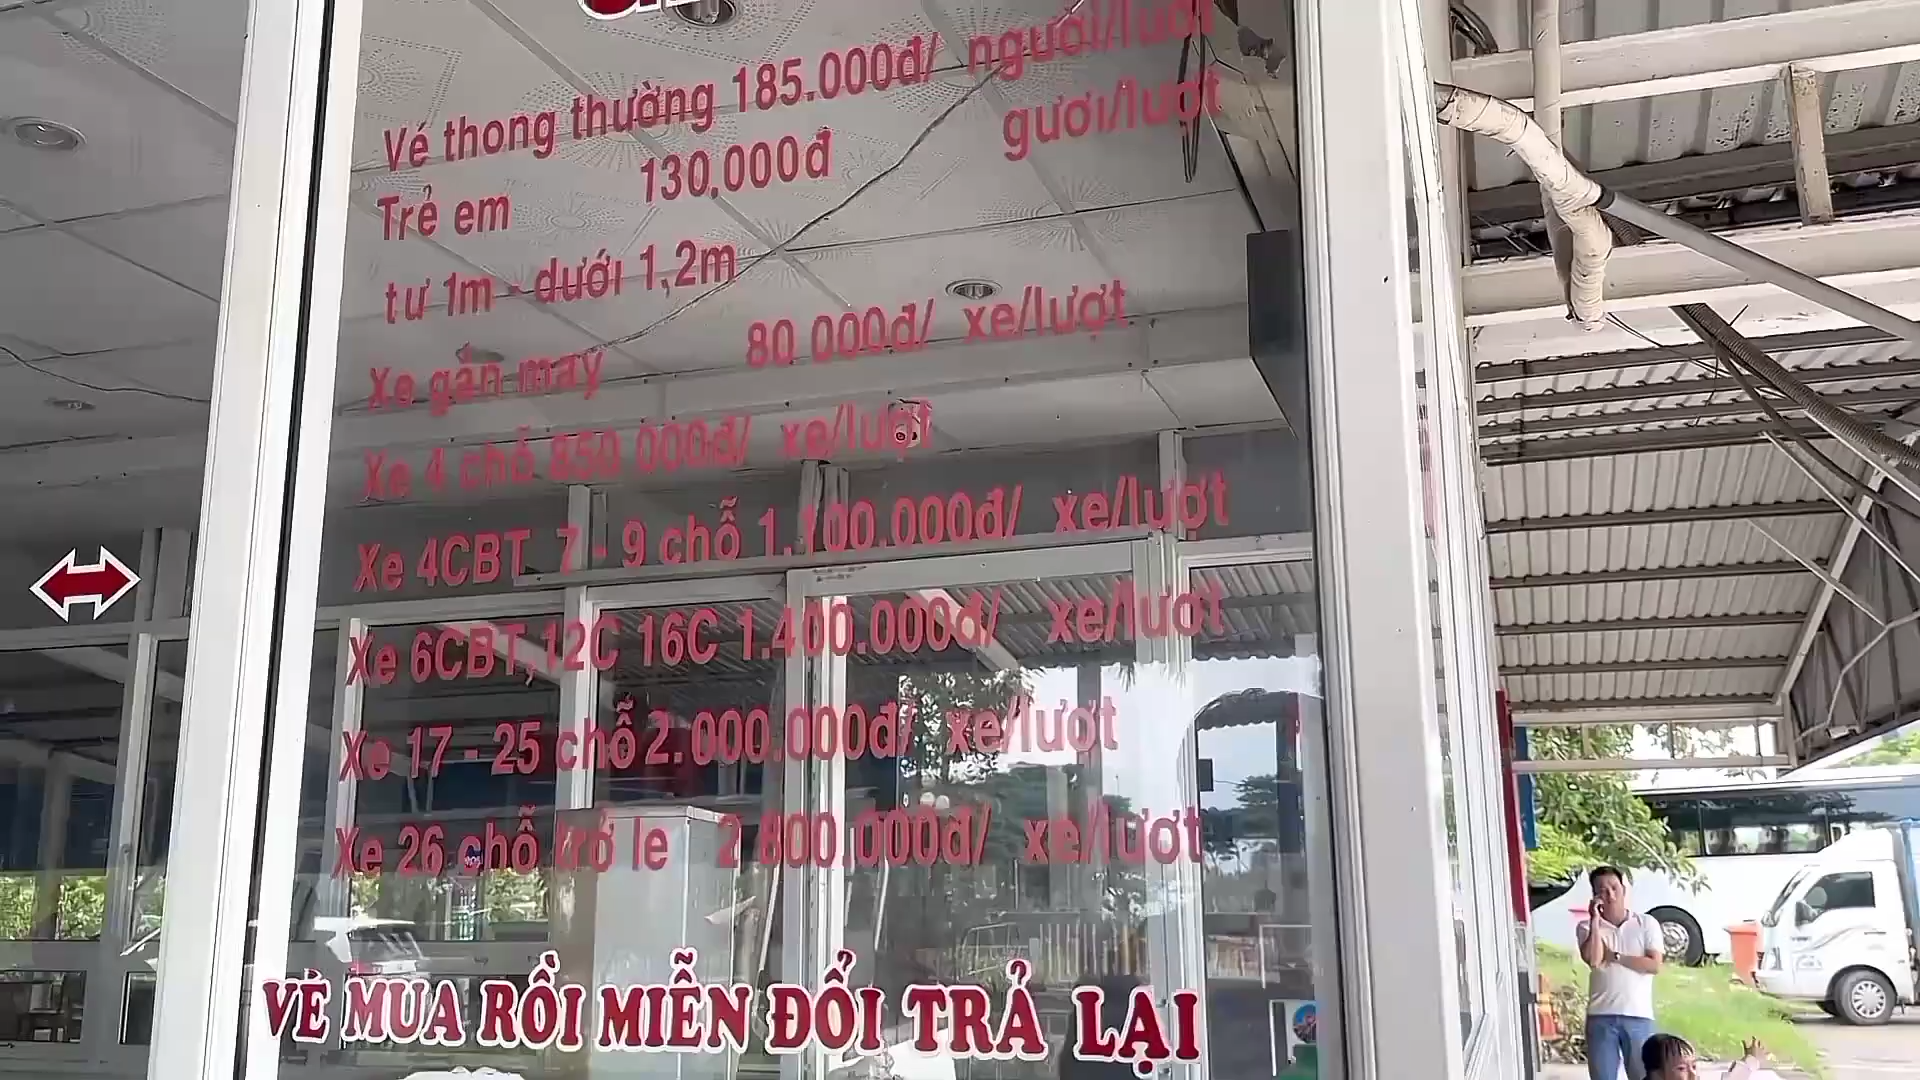 Vé thong thường 185.000đ/ người/lượt
Trẻ em 130.000đ gươi/lượt
tư 1m - dưới 1,2m
Xe gắn may 80 000đ/ xe/lượt
Xe 4 chỗ 850 000đ/ xe/lượt
Xe 4CBT 7 - 9 chỗ 1.100.000đ/ xe/lượt
Xe 6CBT,12C 16C 1.400.000đ/ xe/lượt
Xe 17 - 25 chỗ 2.000.000đ/ xe/lượt
Xe 26 chỗ trở le 2 800.000đ/ xe/lượt
VÉ MUA RỒI MIỄN ĐỔI TRẢ LẠI